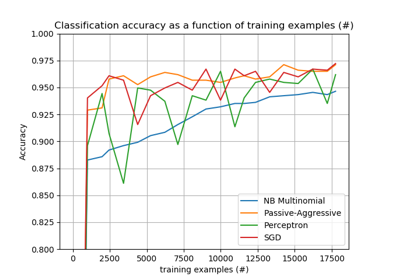 Classification accuracy as a function of training examples (#)
1.000
0.975
0.950
0.925
0.900
0.875
0.850
0.825
0.800
Accuracy
NB Multinomial
Passive-Aggressive
Perceptron
SGD
0 2500 5000 7500 10000 12500 15000 17500
training examples (#)